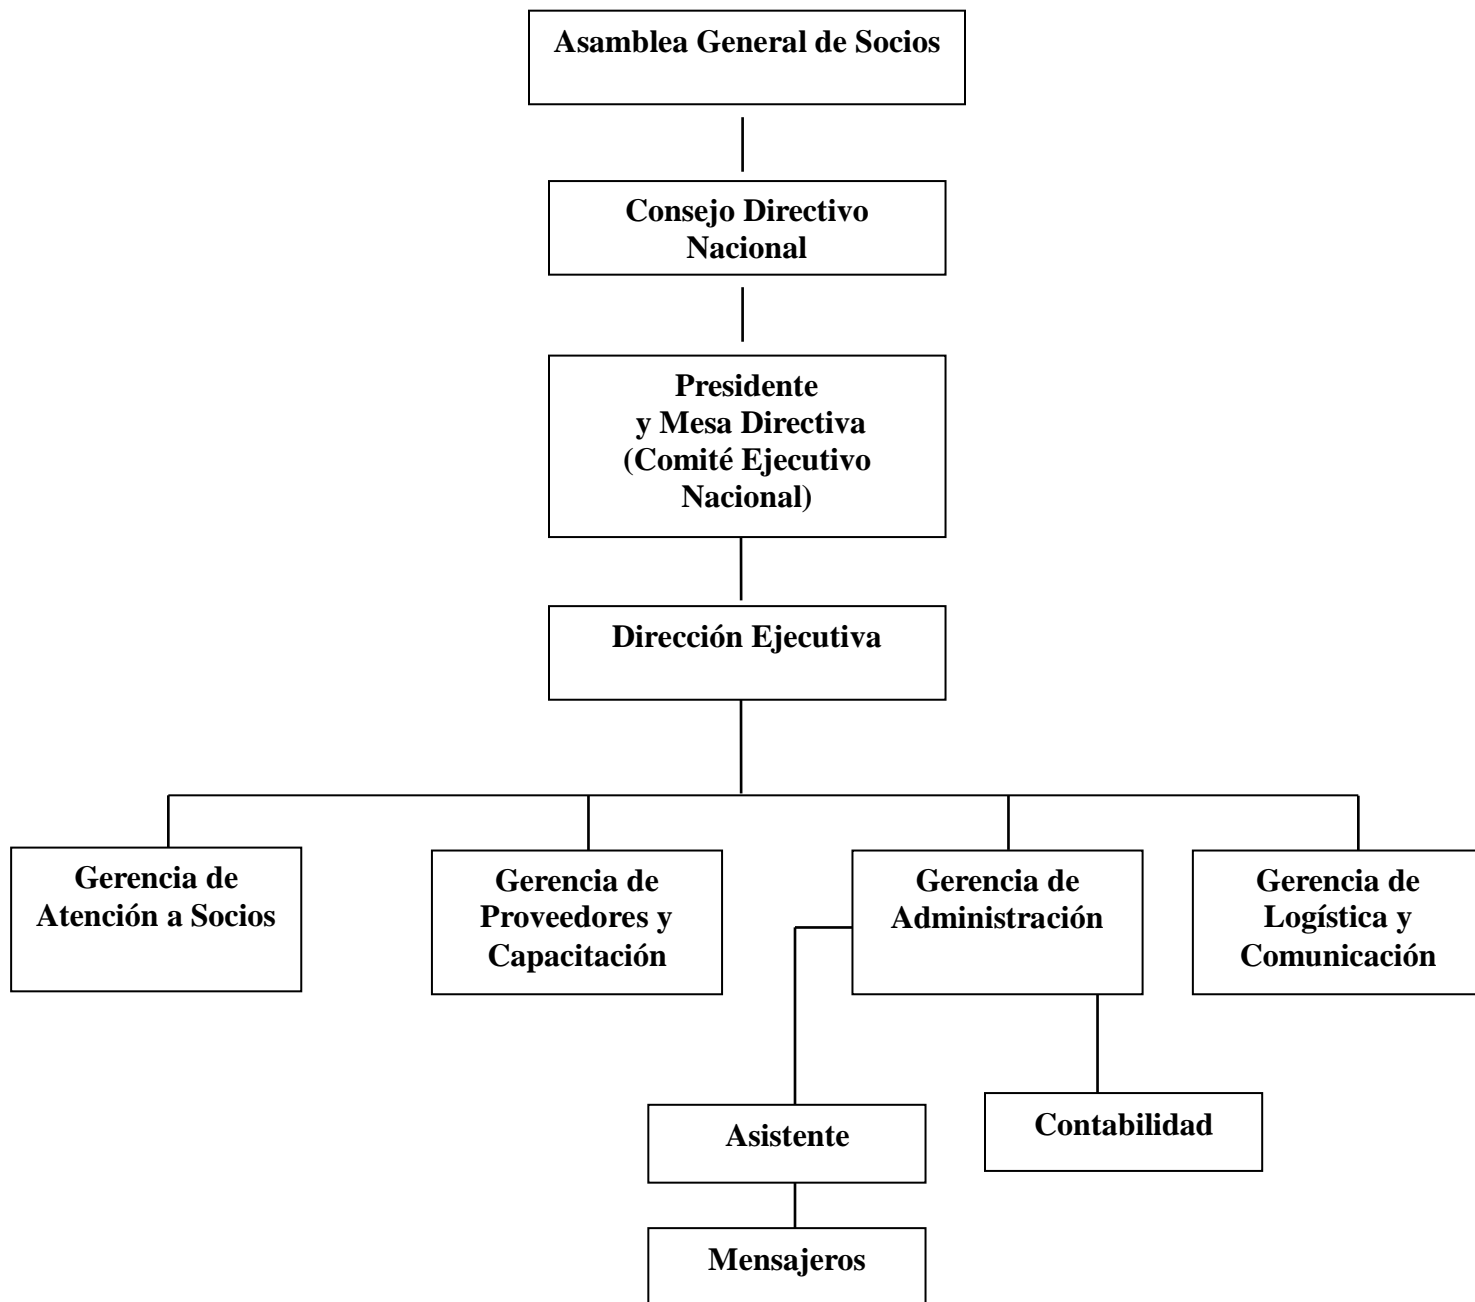 Asamblea General de Socios
Consejo Directivo
Nacional
Presidente
y Mesa Directiva
(Comité Ejecutivo
Nacional)
Dirección Ejecutiva
Gerencia de
Atención a Socios
Gerencia de
Proveedores y
Capacitación
Gerencia de
Administración
Gerencia de
Logística y
Comunicación
Asistente
Contabilidad
Mensajeros